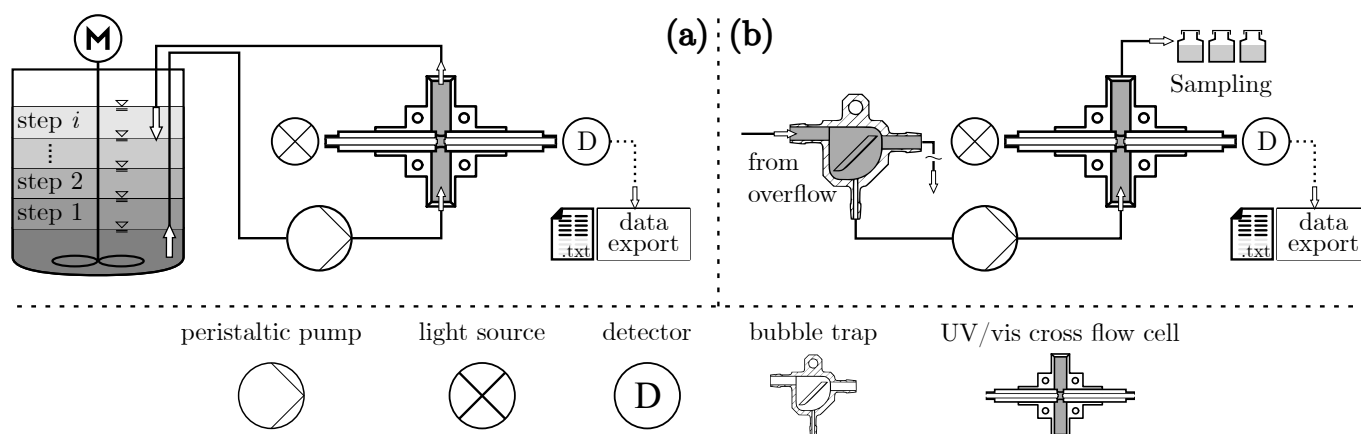 (a)
M
step i
step 2
step 1
D
.txt
data
export
(b)
Sampling
from
overflow
D
.txt
data
export
peristaltic pump
light source
detector
bubble trap
UV/vis cross flow cell
D